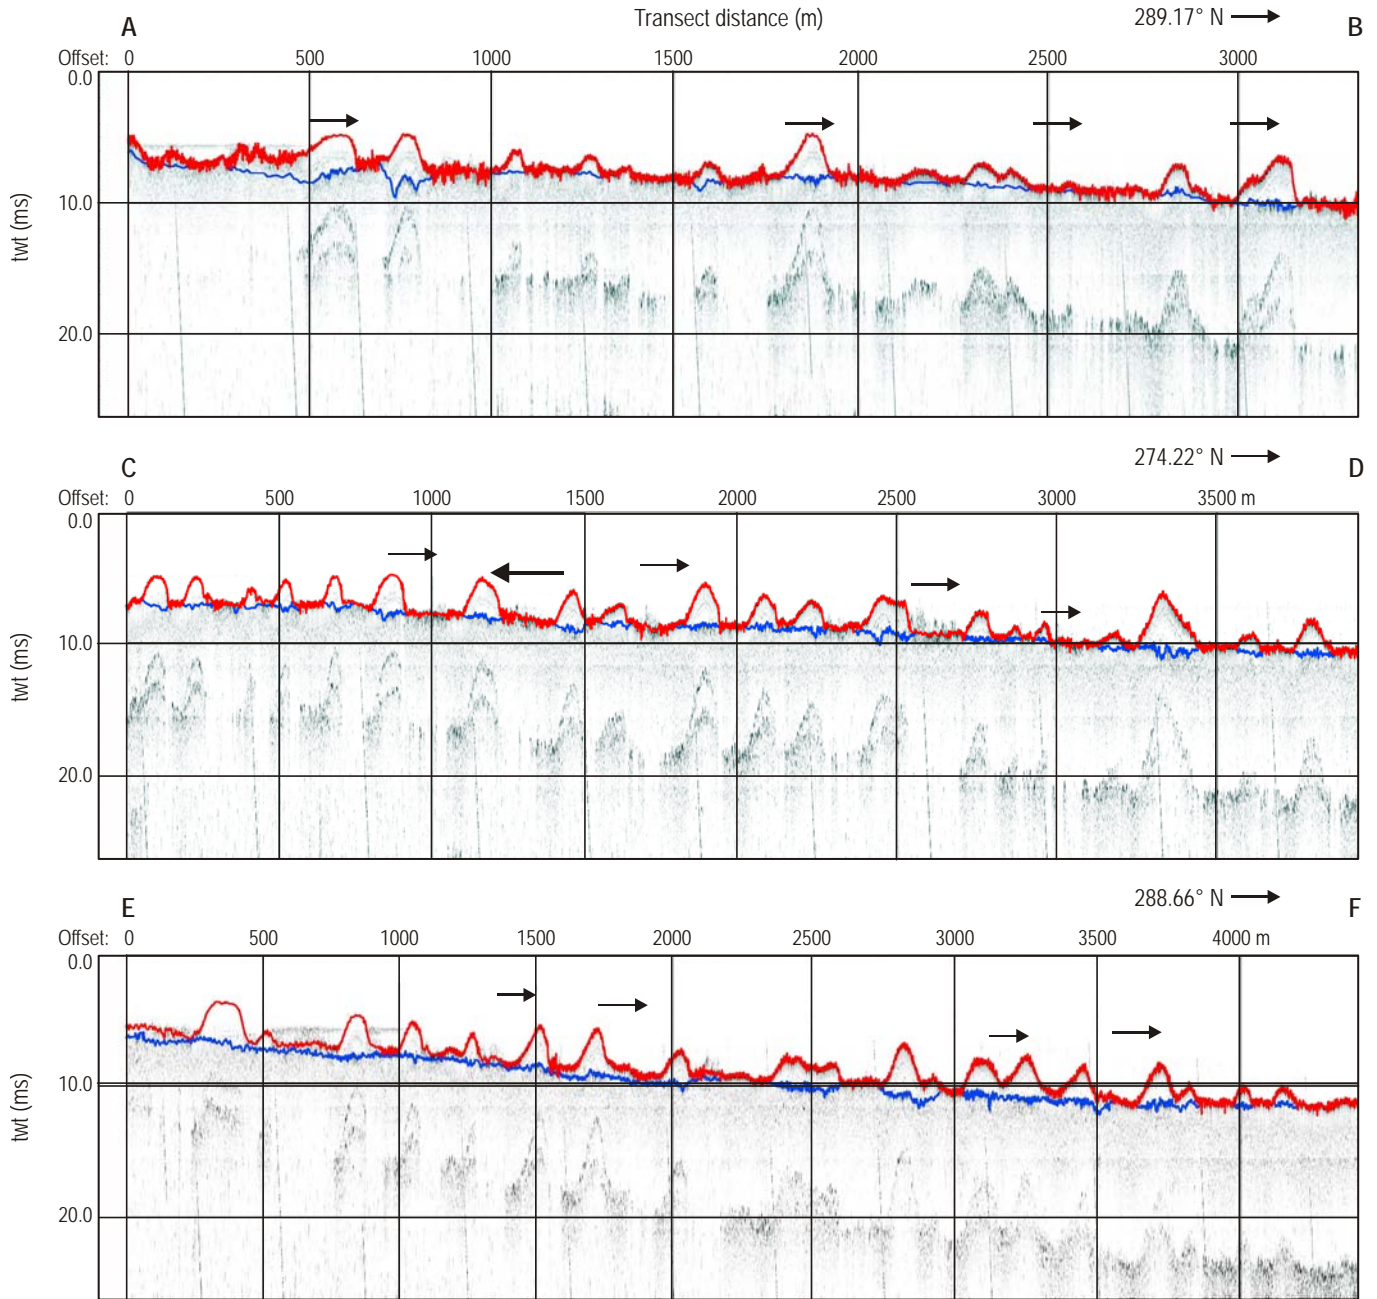 A Transect distance (m) 289.17° N B
Offset: 0 500 1000 1500 2000 2500 3000
0.0
10.0
20.0
twt (ms)
C 274.22° N D
Offset: 0 500 1000 1500 2000 2500 3000 3500 m
0.0
10.0
20.0
twt (ms)
E 288.66° N F
Offset: 0 500 1000 1500 2000 2500 3000 3500 4000 m
0.0
10.0
20.0
twt (ms)